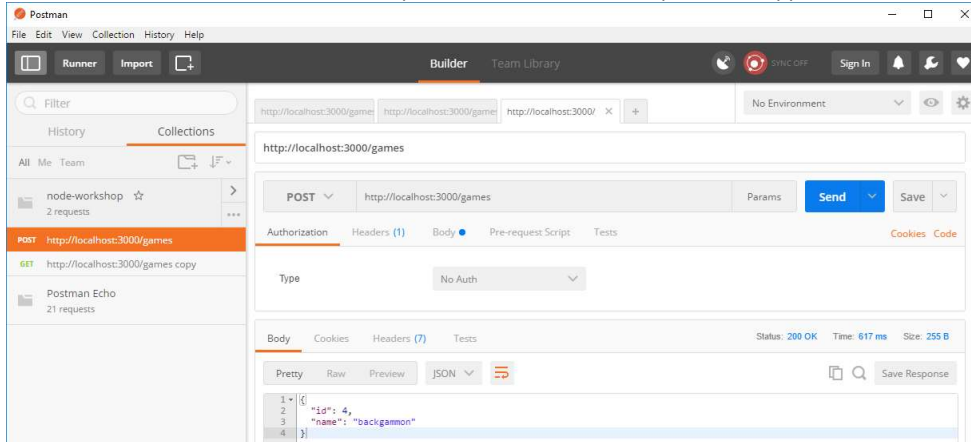 Postman
File Edit View Collection History Help
Runner Import Builder Team Library SYNC OFF Sign In
Filter
History Collections
All Me Team
node-workshop
2 requests
POST http://localhost:3000/games
GET http://localhost:3000/games copy
Postman Echo
21 requests
http://localhost:3000/game http://localhost:3000/game http://localhost:3000/ × +
No Environment
http://localhost:3000/games
POST http://localhost:3000/games Params Send Save
Authorization Headers (1) Body Pre-request Script Tests Cookies Code
Type No Auth
Body Cookies Headers (7) Tests Status: 200 OK Time: 617 ms Size: 255 B
Pretty Raw Preview JSON Save Response
1 {
2 "id": 4,
3 "name": "backgammon"
4 }